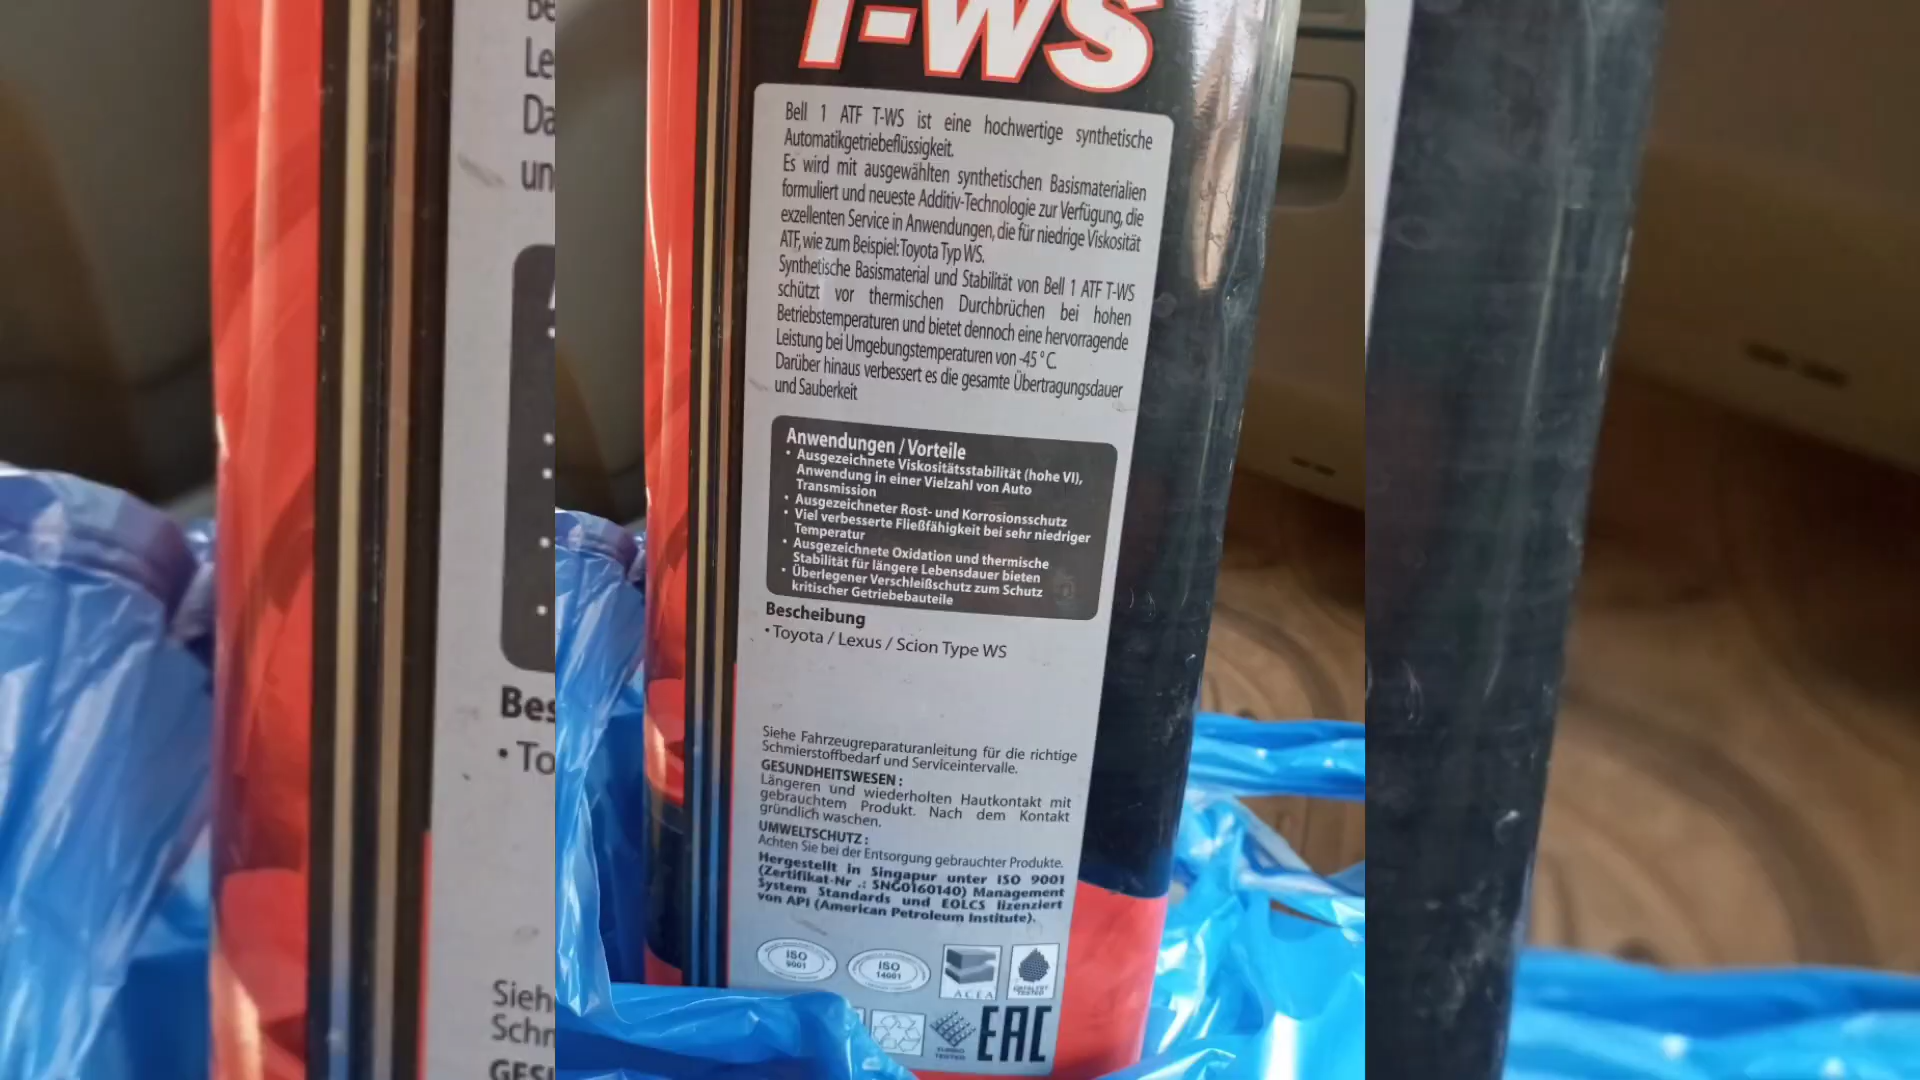 T-WS
Bell 1 ATF T-WS ist eine hochwertige synthetische
Automatikgetriebeflüssigkeit.
Es wird mit ausgewählten synthetischen Basismaterialien
formuliert und neueste Additiv-Technologie zur Verfügung, die
exzellenten Service in Anwendungen, die für niedrige Viskosität
ATF, wie zum Beispiel: Toyota Typ WS.
Synthetische Basismaterial und Stabilität von Bell 1 ATF T-WS
schützt vor thermischen Durchbrüchen bei hohen
Betriebstemperaturen und bietet dennoch eine hervorragende
Leistung bei Umgebungstemperaturen von -45 °C.
Darüber hinaus verbessert es die gesamte Übertragungsdauer
und Sauberkeit
Anwendungen / Vorteile
• Ausgezeichnete Viskositätsstabilität (hohe VI),
Anwendung in einer Vielzahl von Auto
Transmission
• Ausgezeichneter Rost- und Korrosionsschutz
• Viel verbesserte Fließfähigkeit bei sehr niedriger
Temperatur
• Ausgezeichnete Oxidation und thermische
Stabilität für längere Lebensdauer bieten
• Überlegener Verschleißschutz zum Schutz
kritischer Getriebebauteile
Bescheibung
• Toyota / Lexus / Scion Type WS
Siehe Fahrzeugreparaturanleitung für die richtige
Schmierstoffbedarf und Serviceintervalle.
GESUNDHEITSWESEN :
Längeren und wiederholten Hautkontakt mit
gebrauchtem Produkt. Nach dem Kontakt
gründlich waschen.
UMWELTSCHUTZ :
Achten Sie bei der Entsorgung gebrauchter Produkte.
Hergestellt in Singapur unter ISO 9001
(Zertifikat-Nr .: SNG0160140) Management
System Standards und EOLCS lizenziert
von API (American Petroleum Institute).
ISO
9001
ISO
14001
ACEA
CATALYST
TESTED
TURBO
TESTED
EAC